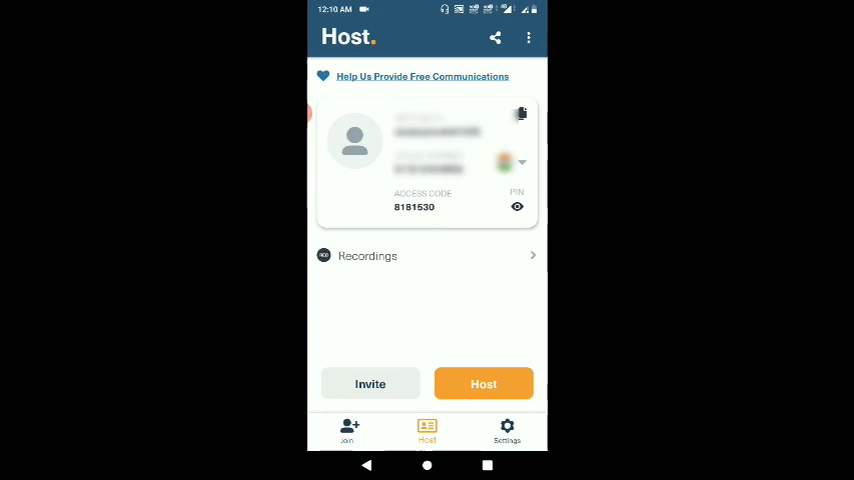 12:10 AM
Host.
Help Us Provide Free Communications
ACCESS CODE
PIN
8181530
Recordings
Invite
Host
Join
Host
Settings